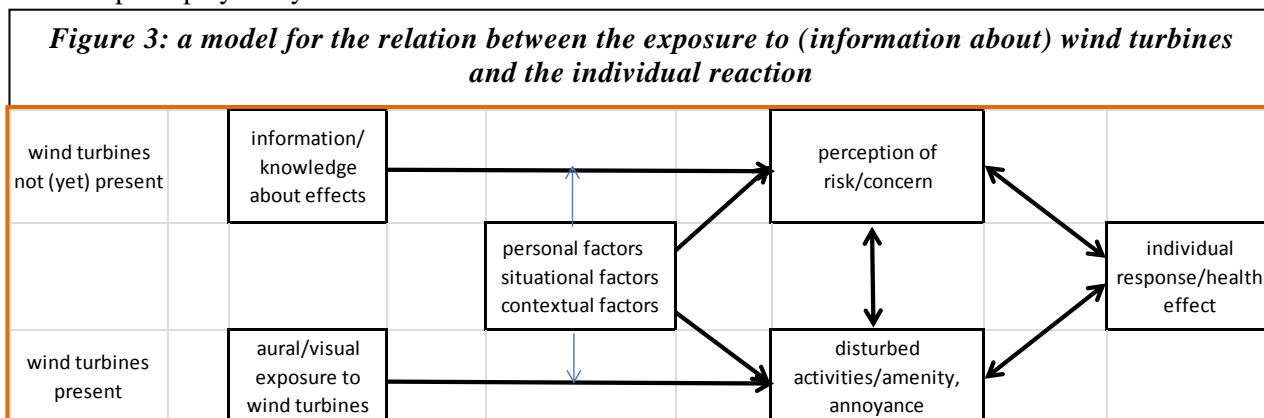 Figure 3: a model for the relation between the exposure to (information about) wind turbines
and the individual reaction
wind turbines
not (yet) present
information/
knowledge
about effects
perception of
risk/concern
personal factors
situational factors
contextual factors
individual
response/health
effect
wind turbines
present
aural/visual
exposure to
wind turbines
disturbed
activities/amenity,
annoyance